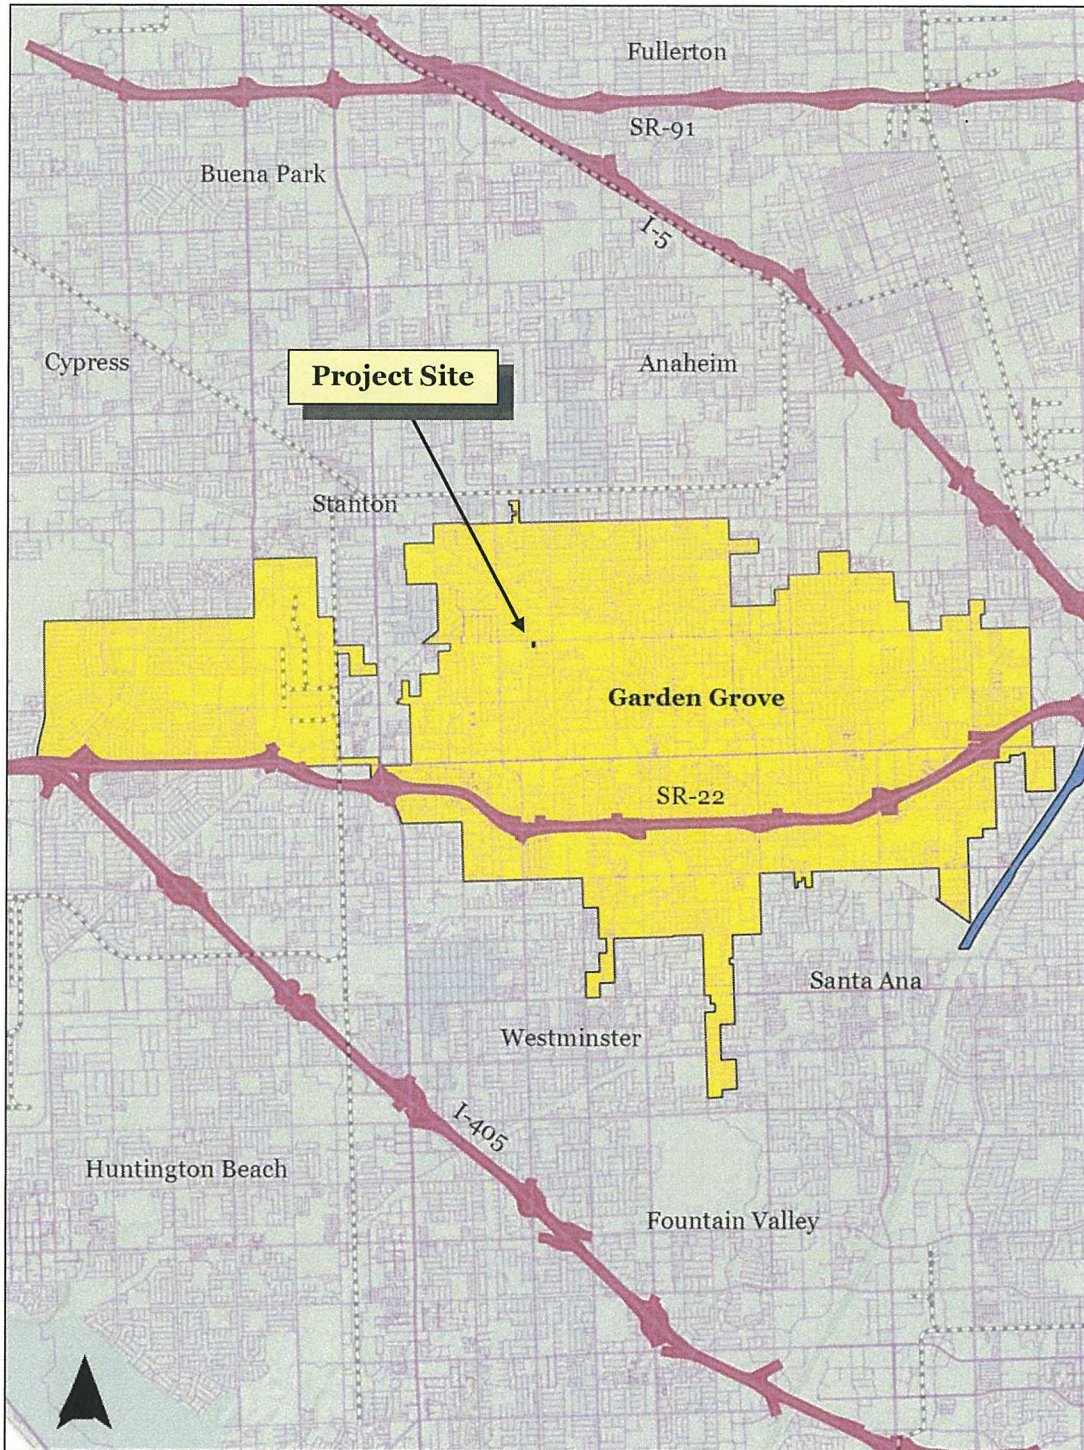 Fullerton
SR-91
Buena Park
I-5
Cypress
Anaheim
Project Site
Stanton
Garden Grove
SR-22
Santa Ana
Westminster
I-405
Huntington Beach
Fountain Valley